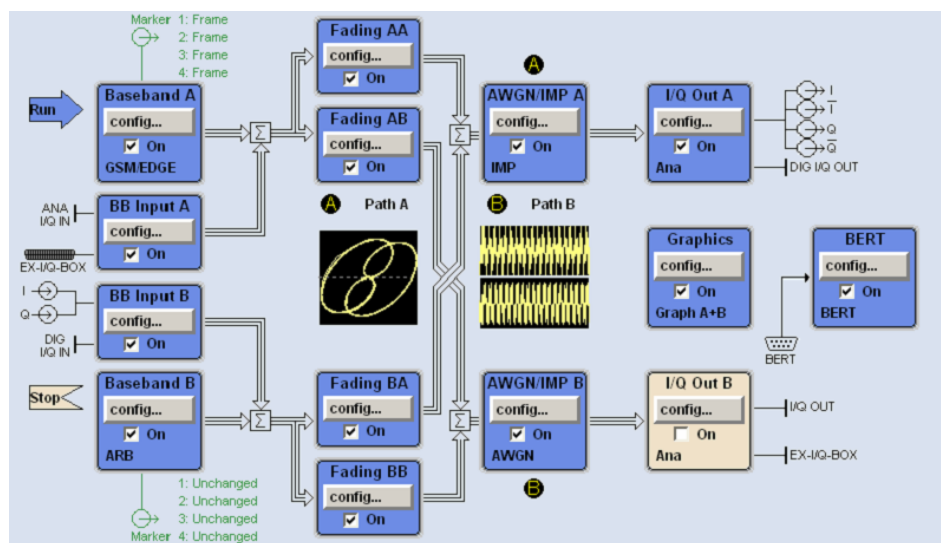 Marker 1: Frame
2: Frame
3: Frame
4: Frame
Run
Baseband A
config...
On
GSM/EDGE
ANA
I/Q IN
BB Input A
config...
On
EX-I/Q-BOX
I
Q
BB Input B
config...
On
DIG
I/Q IN
Stop
Baseband B
config...
On
ARB
1: Unchanged
2: Unchanged
3: Unchanged
Marker 4: Unchanged
Σ
Σ
Fading AA
config...
On
Fading AB
config...
On
A Path A
B Path B
Fading BA
config...
On
Fading BB
config...
On
Σ
Σ
A
AWGN/IMP A
config...
On
IMP
AWGN/IMP B
config...
On
AWGN
B
I/Q Out A
config...
On
Ana
I
I̅
Q
Q̅
DIG I/Q OUT
Graphics
config...
On
Graph A+B
BERT
config...
On
BERT
BERT
I/Q Out B
config...
On
Ana
I/Q OUT
EX-I/Q-BOX